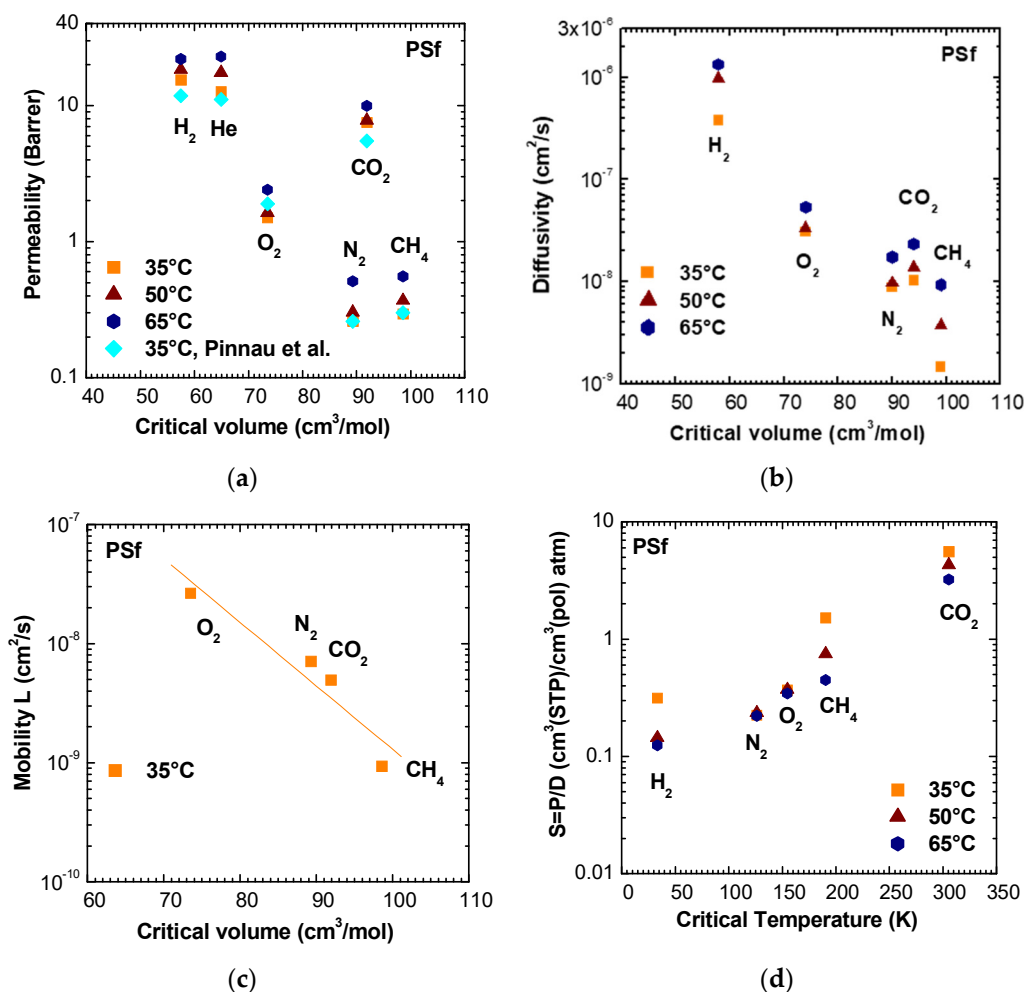 40
10
1
0.1
Permeability (Barrer)
PSf
H2
He
CO2
O2
N2
CH4
35°C
50°C
65°C
35°C, Pinnau et al.
40 50 60 70 80 90 100 110
Critical volume (cm³/mol)
(a)
3×10⁻⁶
10⁻⁶
10⁻⁷
10⁻⁸
10⁻⁹
Diffusivity (cm²/s)
PSf
H2
CO2
O2
CH4
N2
35°C
50°C
65°C
40 50 60 70 80 90 100 110
Critical volume (cm³/mol)
(b)
10⁻⁷
10⁻⁸
10⁻⁹
10⁻¹⁰
Mobility L (cm²/s)
PSf
O2
N2
CO2
35°C
CH4
60 70 80 90 100 110
Critical volume (cm³/mol)
(c)
10
1
0.1
0.01
S=P/D (cm³(STP)/cm³(pol) atm)
PSf
CO2
O2
CH4
N2
H2
35°C
50°C
65°C
0 50 100 150 200 250 300 350
Critical Temperature (K)
(d)